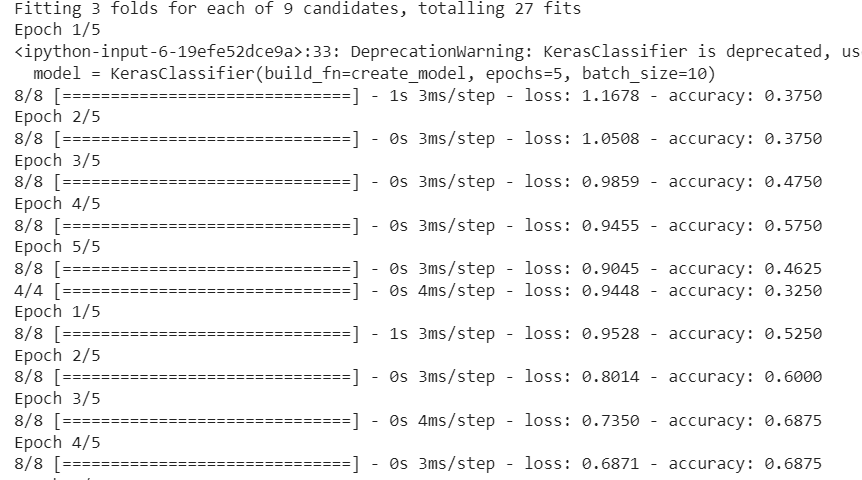 Fitting 3 folds for each of 9 candidates, totalling 27 fits
Epoch 1/5
<ipython-input-6-19efe52dce9a>:33: DeprecationWarning: KerasClassifier is deprecated, us
  model = KerasClassifier(build_fn=create_model, epochs=5, batch_size=10)
8/8 [==============================] - 1s 3ms/step - loss: 1.1678 - accuracy: 0.3750
Epoch 2/5
8/8 [==============================] - 0s 3ms/step - loss: 1.0508 - accuracy: 0.3750
Epoch 3/5
8/8 [==============================] - 0s 3ms/step - loss: 0.9859 - accuracy: 0.4750
Epoch 4/5
8/8 [==============================] - 0s 3ms/step - loss: 0.9455 - accuracy: 0.5750
Epoch 5/5
8/8 [==============================] - 0s 3ms/step - loss: 0.9045 - accuracy: 0.4625
4/4 [==============================] - 0s 4ms/step - loss: 0.9448 - accuracy: 0.3250
Epoch 1/5
8/8 [==============================] - 1s 3ms/step - loss: 0.9528 - accuracy: 0.5250
Epoch 2/5
8/8 [==============================] - 0s 3ms/step - loss: 0.8014 - accuracy: 0.6000
Epoch 3/5
8/8 [==============================] - 0s 4ms/step - loss: 0.7350 - accuracy: 0.6875
Epoch 4/5
8/8 [==============================] - 0s 3ms/step - loss: 0.6871 - accuracy: 0.6875